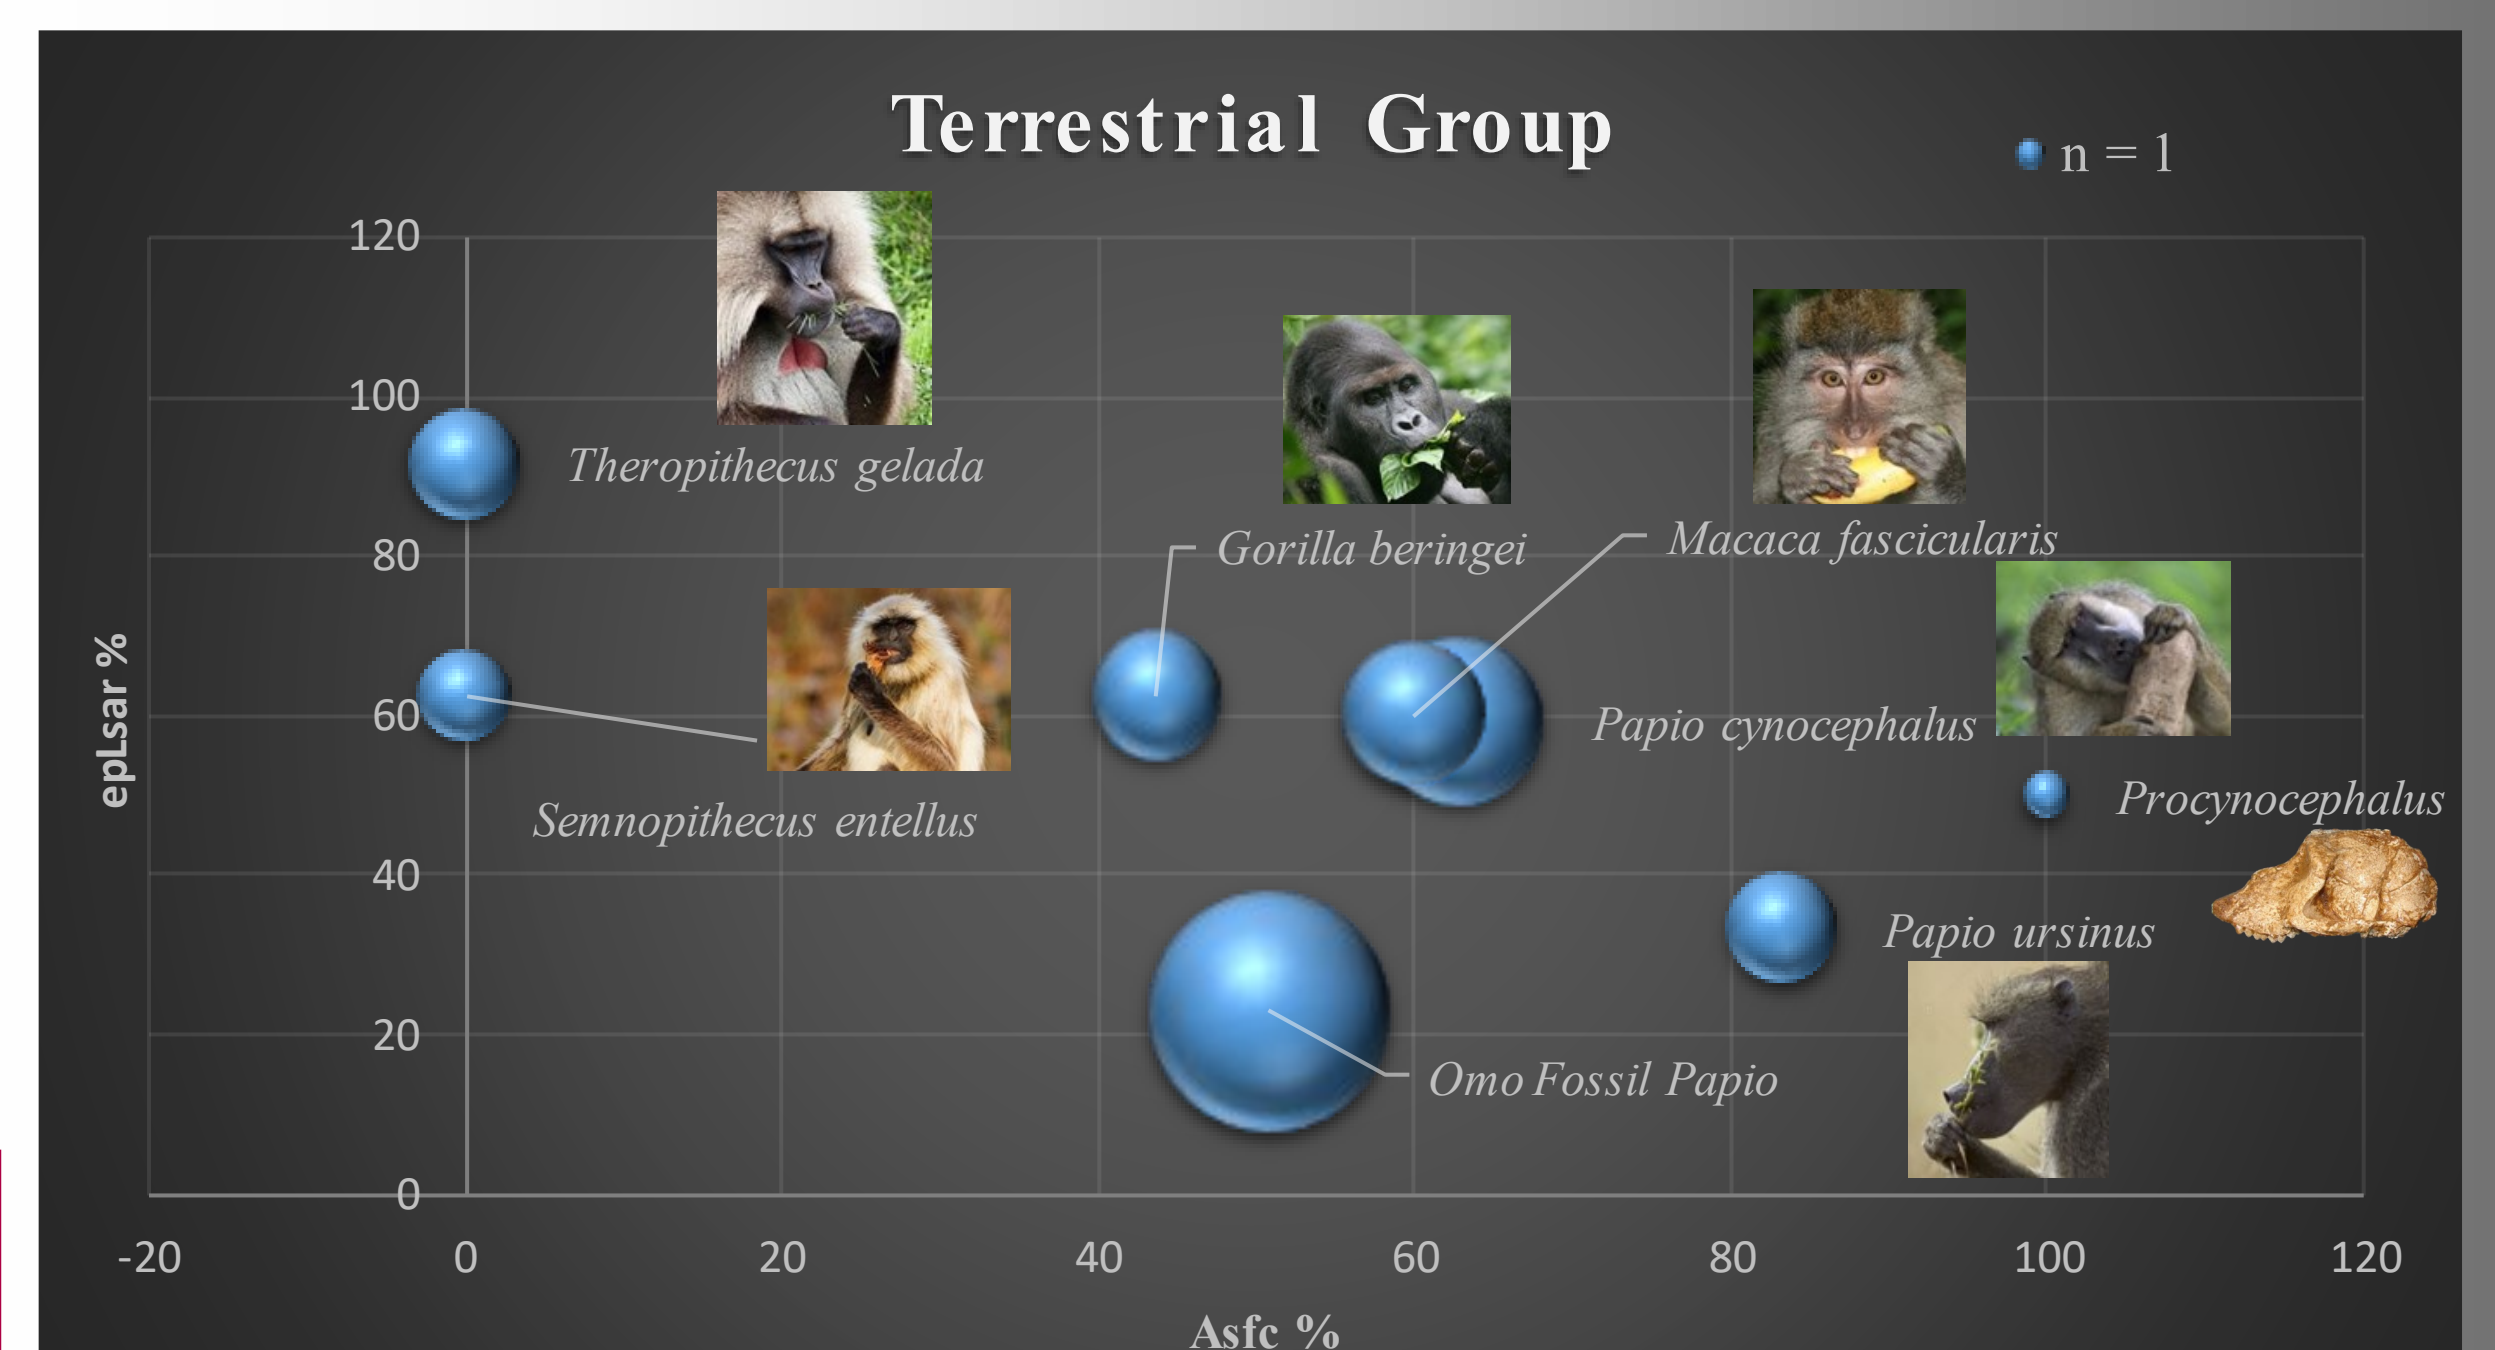 Terrestrial Group
n = 1
120
100
80
60
40
20
0
epLsar %
Theropithecus gelada
Gorilla beringei
Macaca fascicularis
Papio cynocephalus
Procynocephalus
Semnopithecus entellus
Papio ursinus
Omo Fossil Papio
-20 0 20 40 60 80 100 120
Asfc %